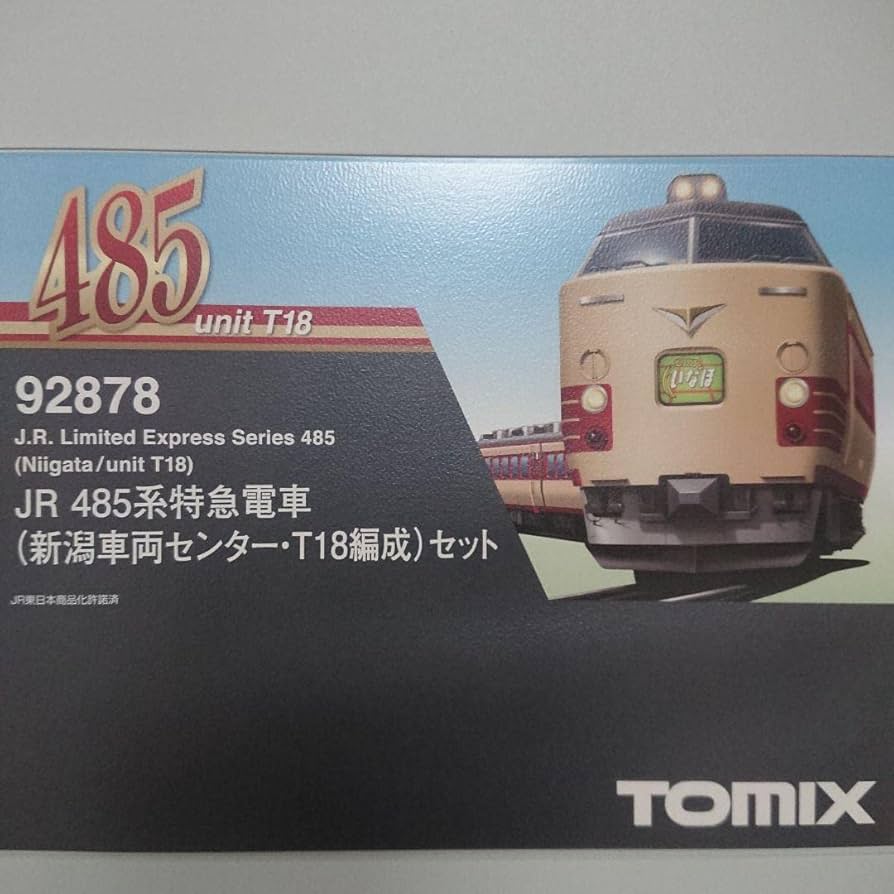 485
unit T18
92878
J.R. Limited Express Series 485
(Niigata/unit T18)
JR 485系特急電車
(新潟車両センター・T18編成)セット
JR東日本商品化許諾済
いなほ
TOMIX